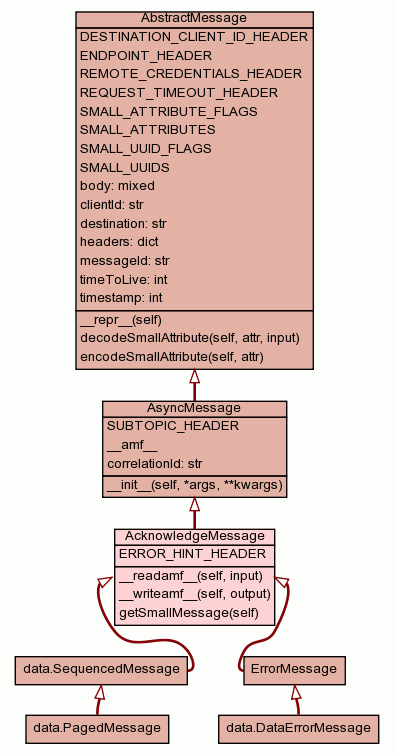 AbstractMessage
DESTINATION_CLIENT_ID_HEADER
ENDPOINT_HEADER
REMOTE_CREDENTIALS_HEADER
REQUEST_TIMEOUT_HEADER
SMALL_ATTRIBUTE_FLAGS
SMALL_ATTRIBUTES
SMALL_UUID_FLAGS
SMALL_UUIDS
body: mixed
clientId: str
destination: str
headers: dict
messageId: str
timeToLive: int
timestamp: int
__repr__(self)
decodeSmallAttribute(self, attr, input)
encodeSmallAttribute(self, attr)
AsyncMessage
SUBTOPIC_HEADER
__amf__
correlationId: str
__init__(self, *args, **kwargs)
AcknowledgeMessage
ERROR_HINT_HEADER
__readamf__(self, input)
__writeamf__(self, output)
getSmallMessage(self)
data.SequencedMessage
ErrorMessage
data.PagedMessage
data.DataErrorMessage